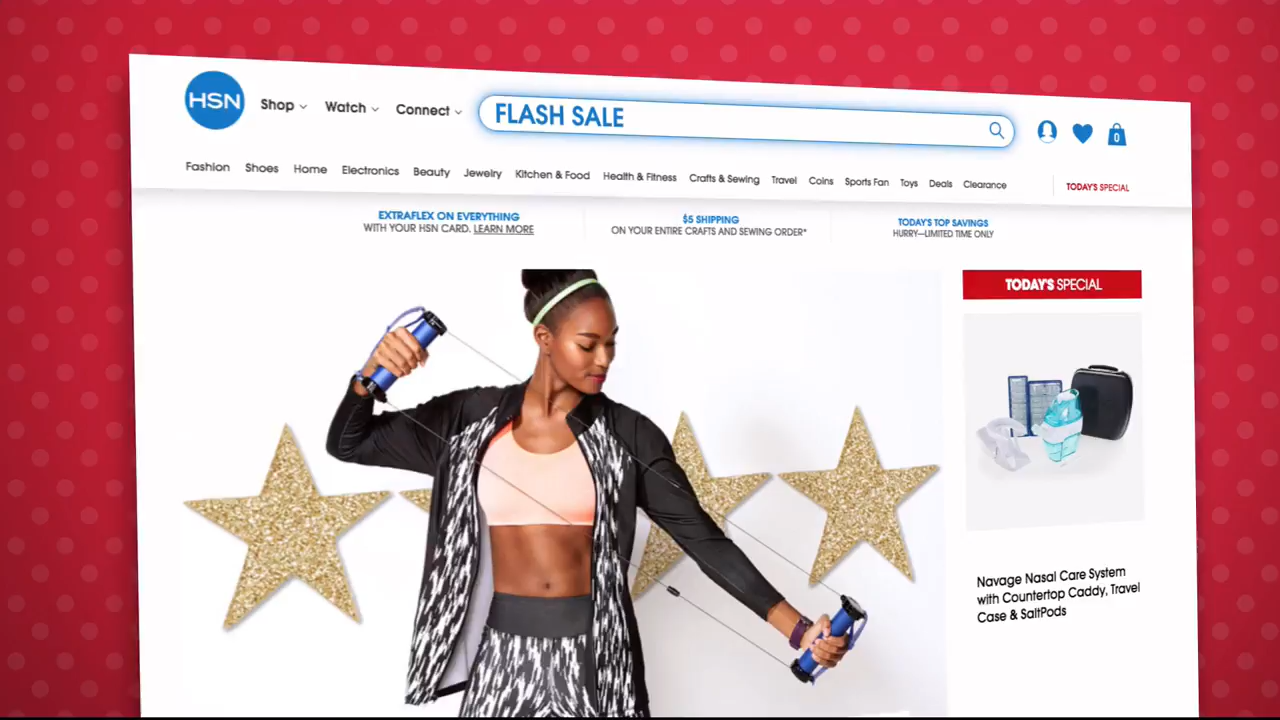 HSN
Shop Watch Connect
FLASH SALE
0
Fashion Shoes Home Electronics Beauty Jewelry Kitchen & Food Health & Fitness Crafts & Sewing Travel Coins Sports Fan Toys Deals Clearance TODAY'S SPECIAL
EXTRAFLEX ON EVERYTHING
WITH YOUR HSN CARD. LEARN MORE
$5 SHIPPING
ON YOUR ENTIRE CRAFTS AND SEWING ORDER*
TODAY'S TOP SAVINGS
HURRY—LIMITED TIME ONLY
TODAY'S SPECIAL
Navage Nasal Care System
with Countertop Caddy, Travel
Case & SaltPods